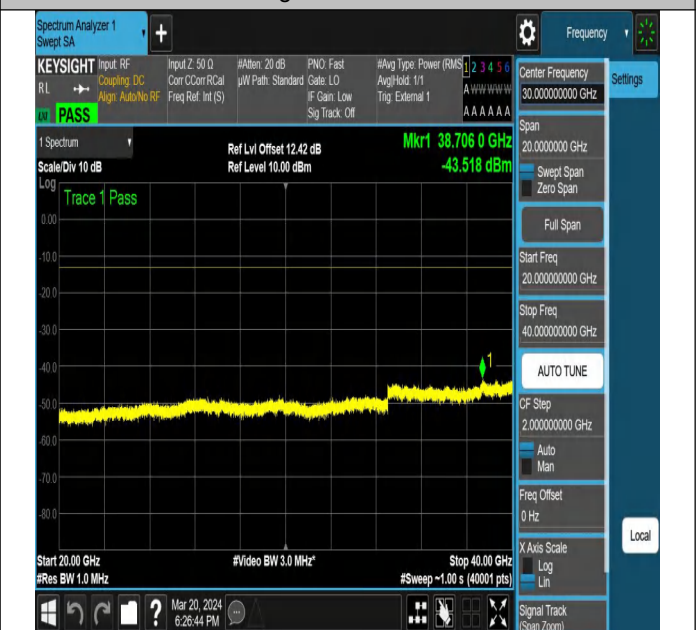 Spectrum Analyzer 1
Swept SA
+
Frequency
KEYSIGHT
RL
LXI
PASS
Input: RF
Coupling: DC
Align: Auto/No RF
Input Z: 50 Ω
Corr CCorr RCal
Freq Ref: Int (S)
#Atten: 20 dB
µW Path: Standard
PNO: Fast
Gate: LO
IF Gain: Low
Sig Track: Off
#Avg Type: Power (RMS
Avg|Hold: 1/1
Trig: External 1
1 2 3 4 5 6
A W W W W W
A A A A A A
1 Spectrum
Scale/Div 10 dB
Ref Lvl Offset 12.42 dB
Ref Level 10.00 dBm
Mkr1 38.706 0 GHz
-43.518 dBm
Log
Trace 1 Pass
0.00
-10.0
-20.0
-30.0
-40.0
-50.0
-60.0
-70.0
-80.0
1
Start 20.00 GHz
#Res BW 1.0 MHz
#Video BW 3.0 MHz*
Stop 40.00 GHz
#Sweep ~1.00 s (40001 pts)
Center Frequency
30.000000000 GHz
Span
20.0000000 GHz
Swept Span
Zero Span
Full Span
Start Freq
20.000000000 GHz
Stop Freq
40.000000000 GHz
AUTO TUNE
CF Step
2.000000000 GHz
Auto
Man
Freq Offset
0 Hz
X Axis Scale
Log
Lin
Signal Track
(Span Zoom)
Settings
Local
?
Mar 20, 2024
6:26:44 PM